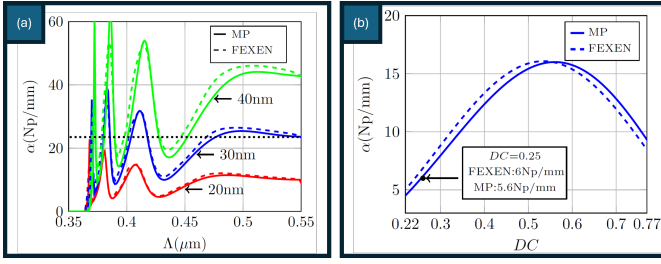 (a)
60
40
20
0
α(Np/mm)
MP
FEXEN
40nm
30nm
20nm
0.35
0.4
0.45
0.5
0.55
Λ(μm)
(b)
20
15
10
5
α(Np/mm)
MP
FEXEN
DC=0.25
FEXEN:6Np/mm
MP:5.6Np/mm
0.22
0.3
0.4
0.5
0.6
0.7
0.77
DC